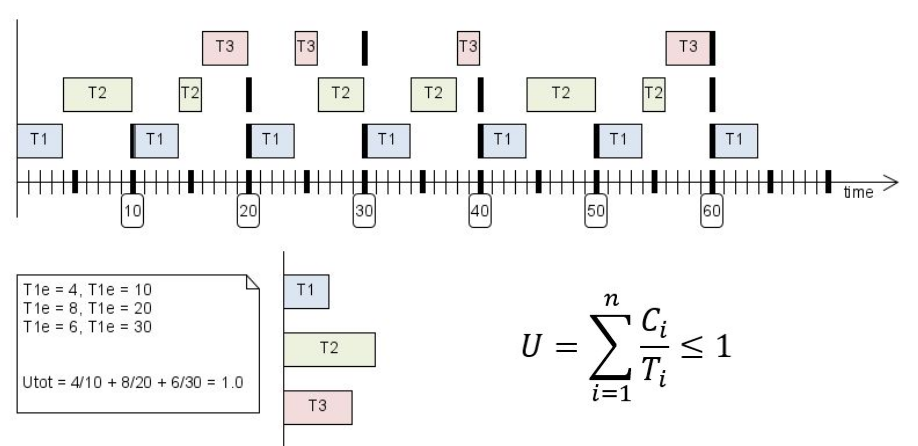 T3 T3 T3 T3
T2 T2 T2 T2 T2 T2
T1 T1 T1 T1 T1 T1 T1
time
10 20 30 40 50 60
T1e = 4, T1e = 10
T1e = 8, T1e = 20
T1e = 6, T1e = 30
Utot = 4/10 + 8/20 + 6/30 = 1.0
T1
T2
T3
U = \sum_{i=1}^{n} \frac{C_i}{T_i} ≤ 1